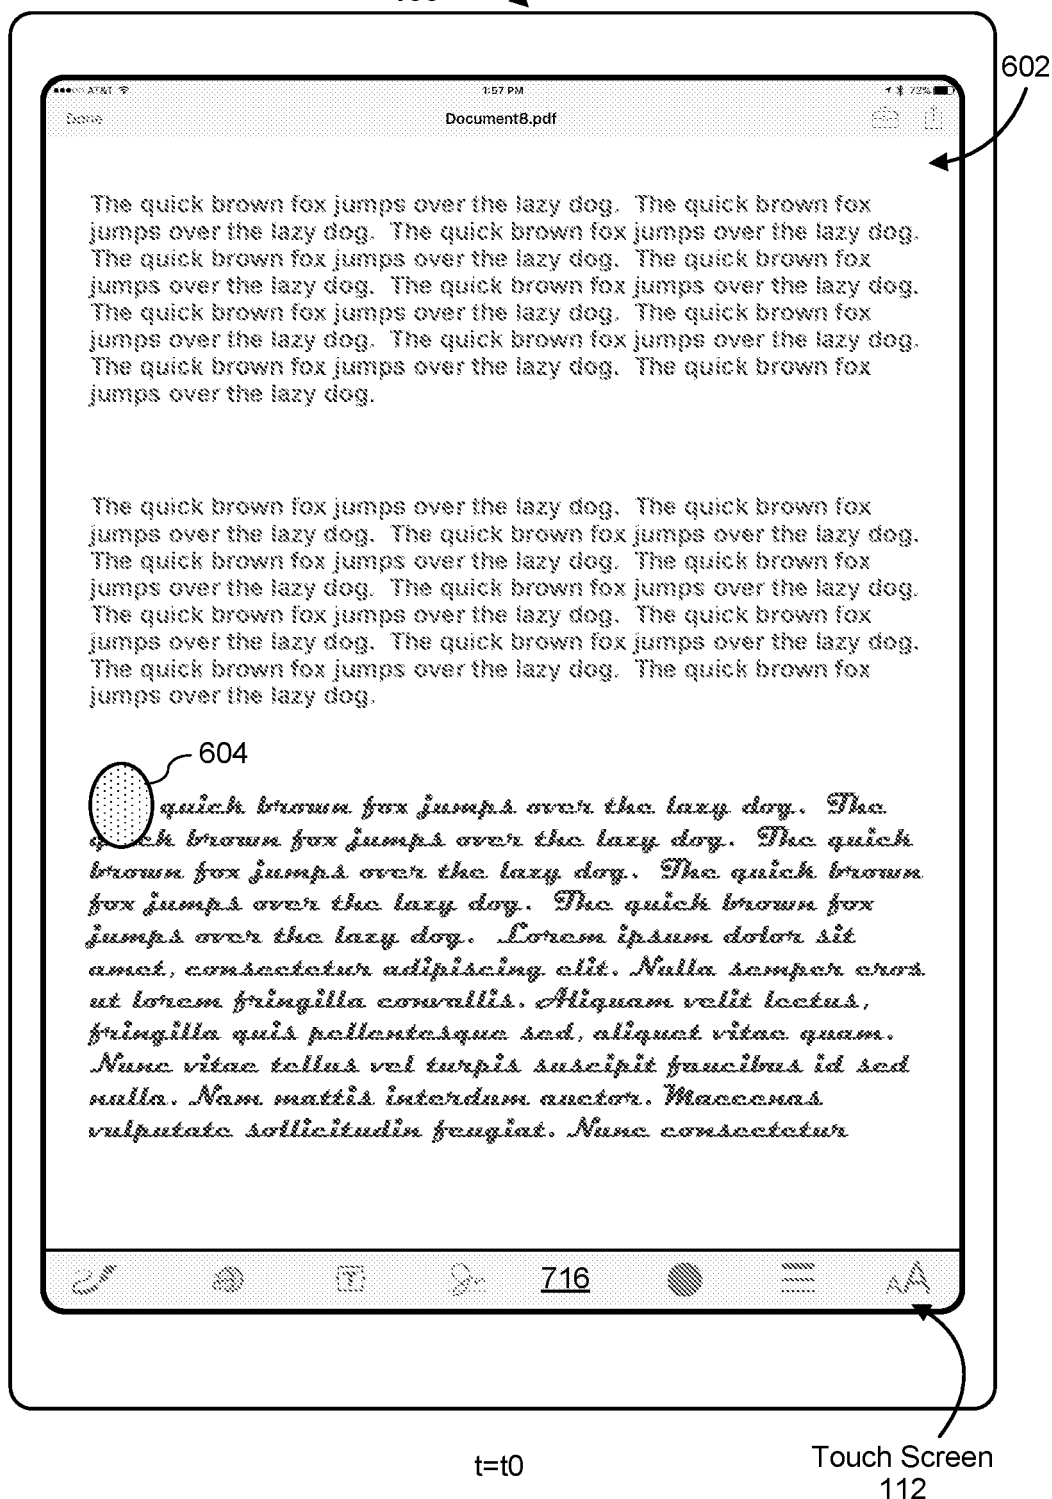 602
AT&T 1:57 PM 72%
Done Document8.pdf
The quick brown fox jumps over the lazy dog. The quick brown fox
jumps over the lazy dog. The quick brown fox jumps over the lazy dog.
The quick brown fox jumps over the lazy dog. The quick brown fox
jumps over the lazy dog. The quick brown fox jumps over the lazy dog.
The quick brown fox jumps over the lazy dog. The quick brown fox
jumps over the lazy dog. The quick brown fox jumps over the lazy dog.
The quick brown fox jumps over the lazy dog. The quick brown fox
jumps over the lazy dog.
The quick brown fox jumps over the lazy dog. The quick brown fox
jumps over the lazy dog. The quick brown fox jumps over the lazy dog.
The quick brown fox jumps over the lazy dog. The quick brown fox
jumps over the lazy dog. The quick brown fox jumps over the lazy dog.
The quick brown fox jumps over the lazy dog. The quick brown fox
jumps over the lazy dog. The quick brown fox jumps over the lazy dog.
The quick brown fox jumps over the lazy dog. The quick brown fox
jumps over the lazy dog.
604
quick brown fox jumps over the lazy dog. The
brown fox jumps over the lazy dog. The quick
brown fox jumps over the lazy dog. The quick brown
fox jumps over the lazy dog. The quick brown fox
jumps over the lazy dog. Lorem ipsum dolor sit
amet, consectetur adipiscing elit. Nulla semper eros
ut lorem fringilla convallis. Aliquam velit lectus,
fringilla quis pellentesque sed, aliquet vitae quam.
Nunc vitae tellus vel turpis suscipit faucibus id sed
nulla. Nam mattis interdum auctor. Maecenas
vulputate sollicitudin feugiat. Nunc consectetur
T 716 AA
Touch Screen
112
t=t0